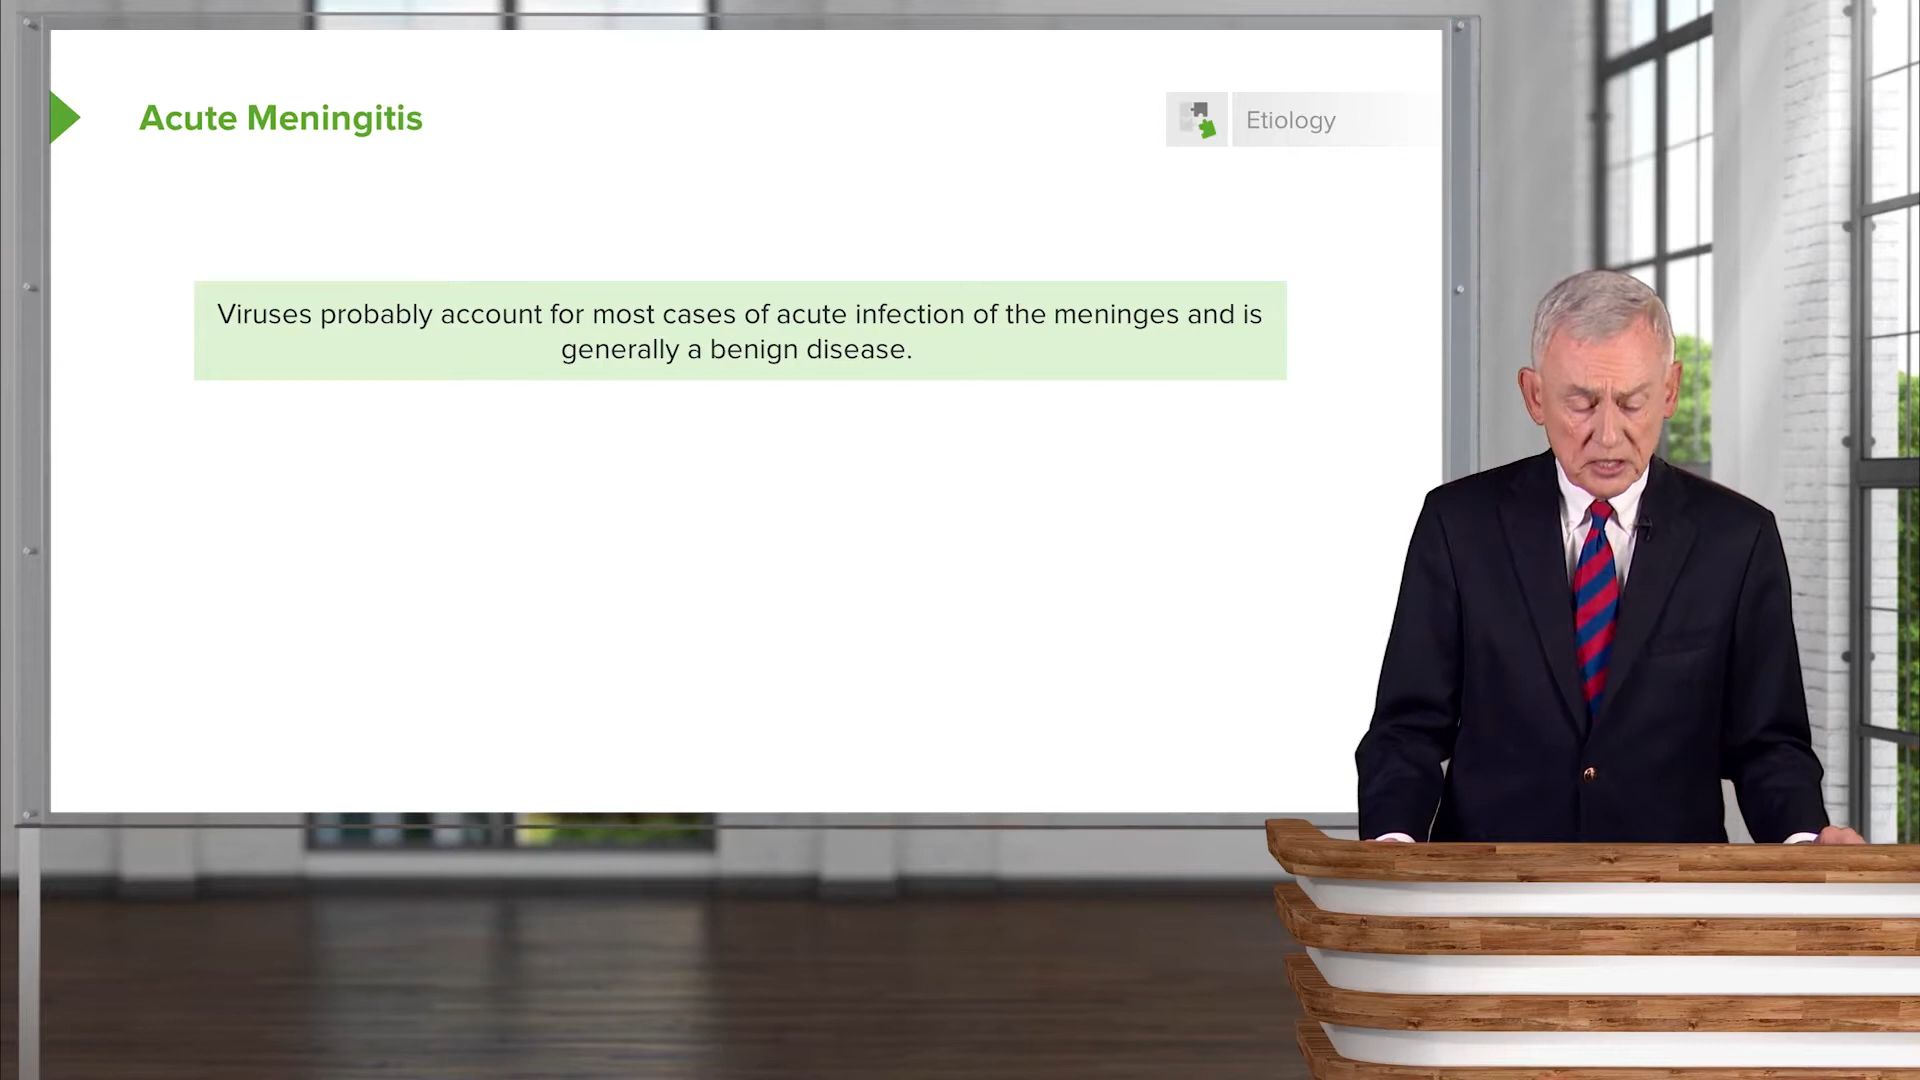 Acute Meningitis
Etiology
Viruses probably account for most cases of acute infection of the meninges and is
generally a benign disease.